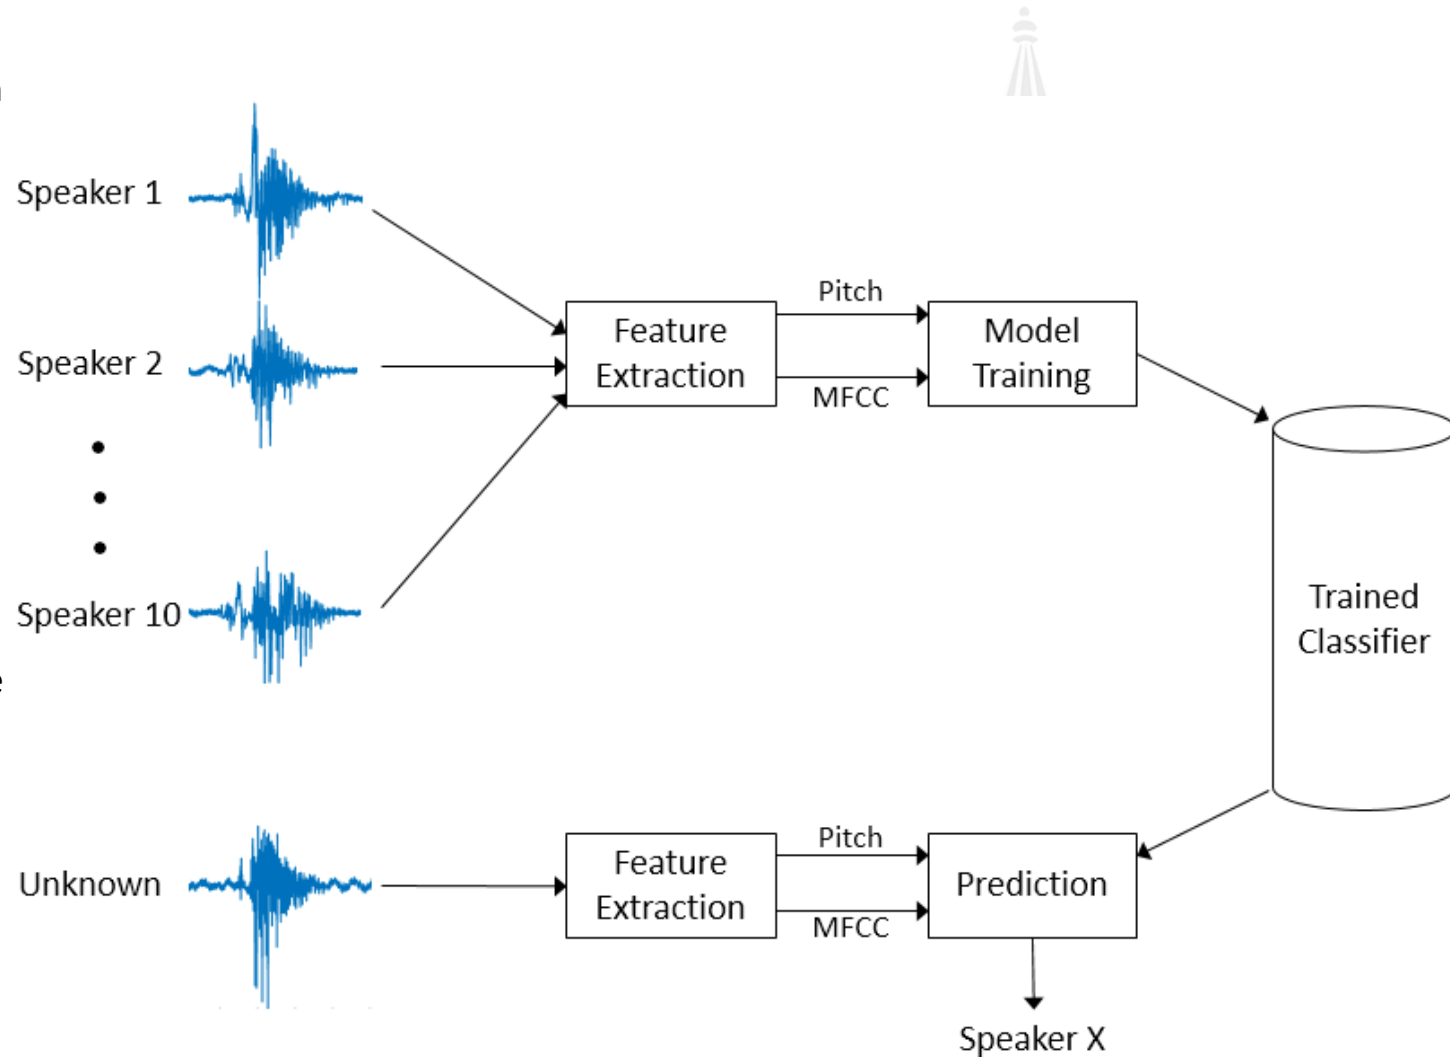 Speaker 1
Speaker 2
Speaker 10
Feature
Extraction
Pitch
MFCC
Model
Training
Trained
Classifier
Unknown
Feature
Extraction
Pitch
MFCC
Prediction
Speaker X